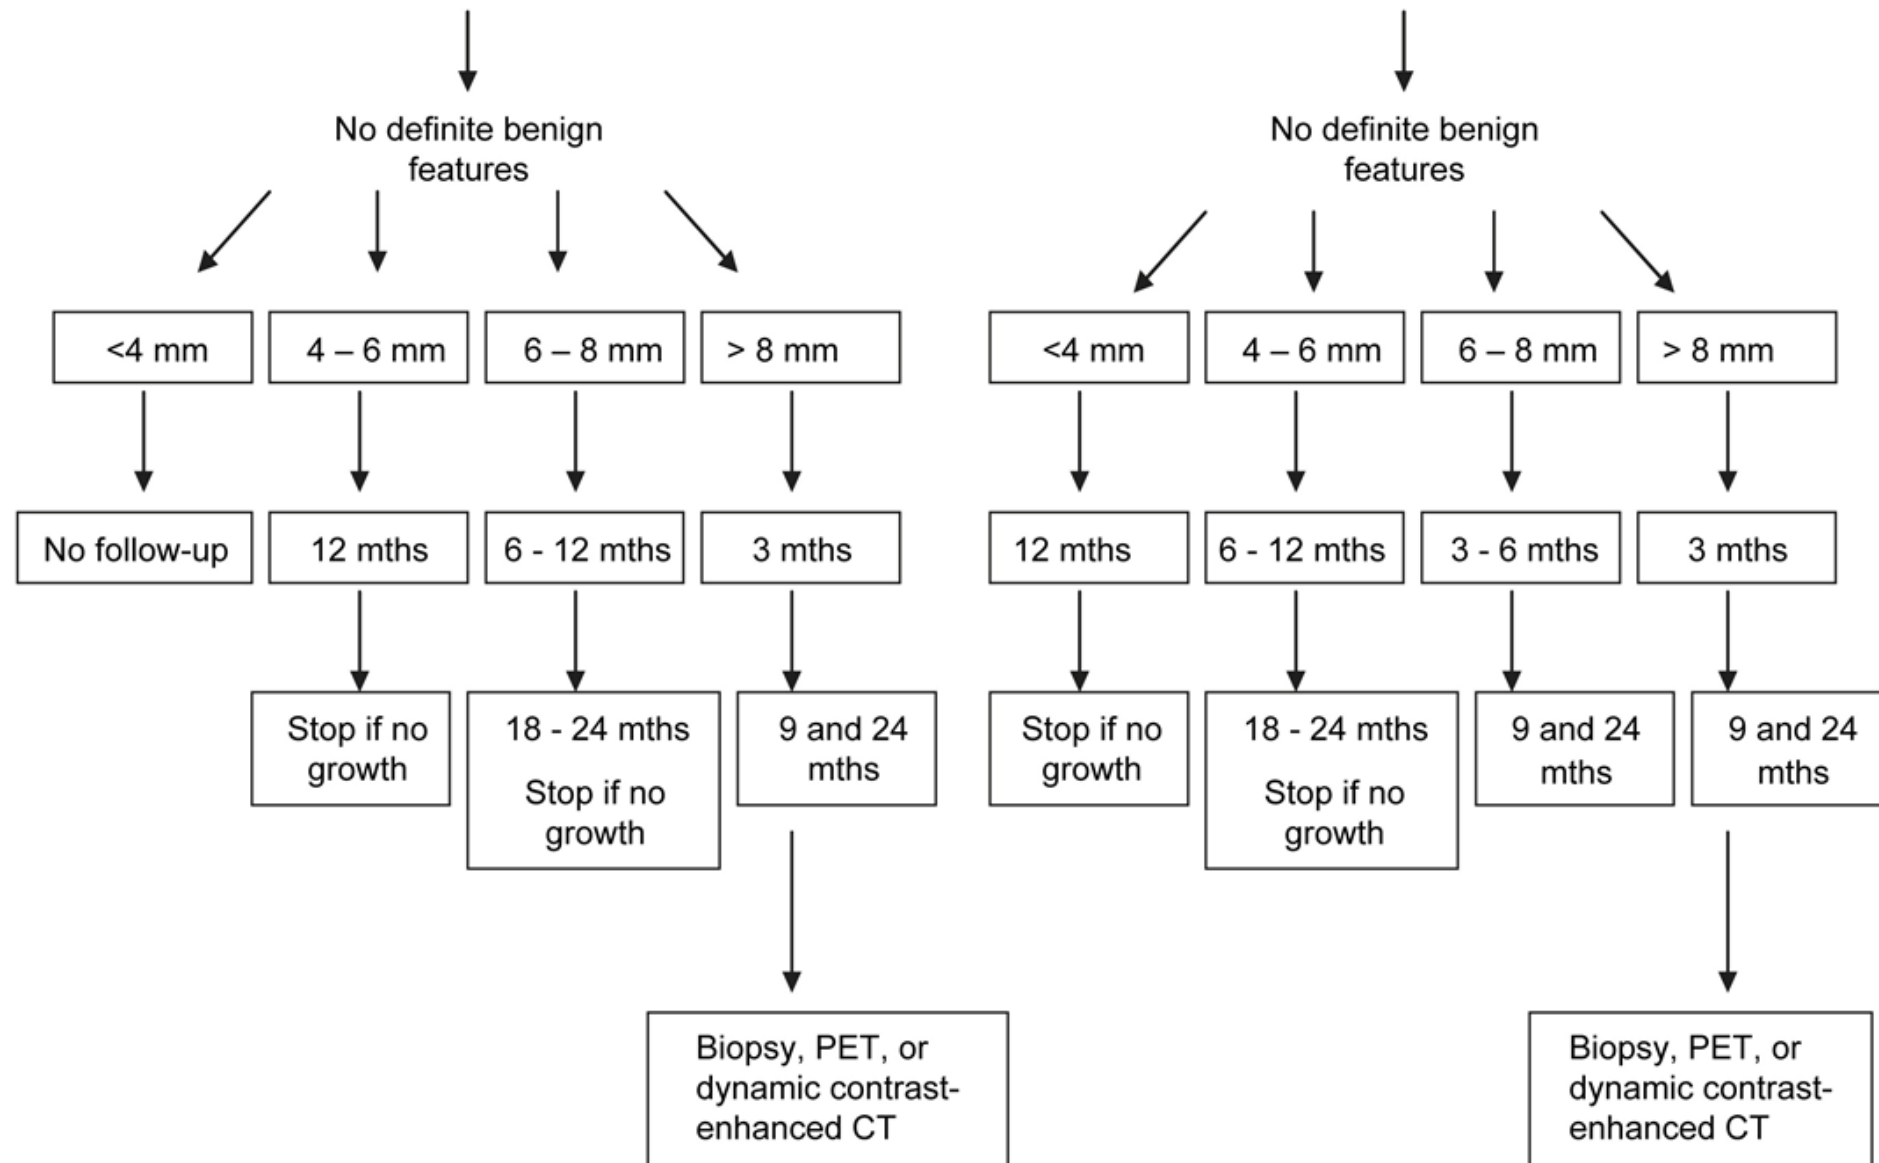 No definite benign
features
<4 mm
4 – 6 mm
6 – 8 mm
> 8 mm
No follow-up
12 mths
6 - 12 mths
3 mths
Stop if no
growth
18 - 24 mths
Stop if no
growth
9 and 24
mths
Biopsy, PET, or
dynamic contrast-
enhanced CT
No definite benign
features
<4 mm
4 – 6 mm
6 – 8 mm
> 8 mm
12 mths
6 - 12 mths
3 - 6 mths
3 mths
Stop if no
growth
18 - 24 mths
Stop if no
growth
9 and 24
mths
9 and 24
mths
Biopsy, PET, or
dynamic contrast-
enhanced CT